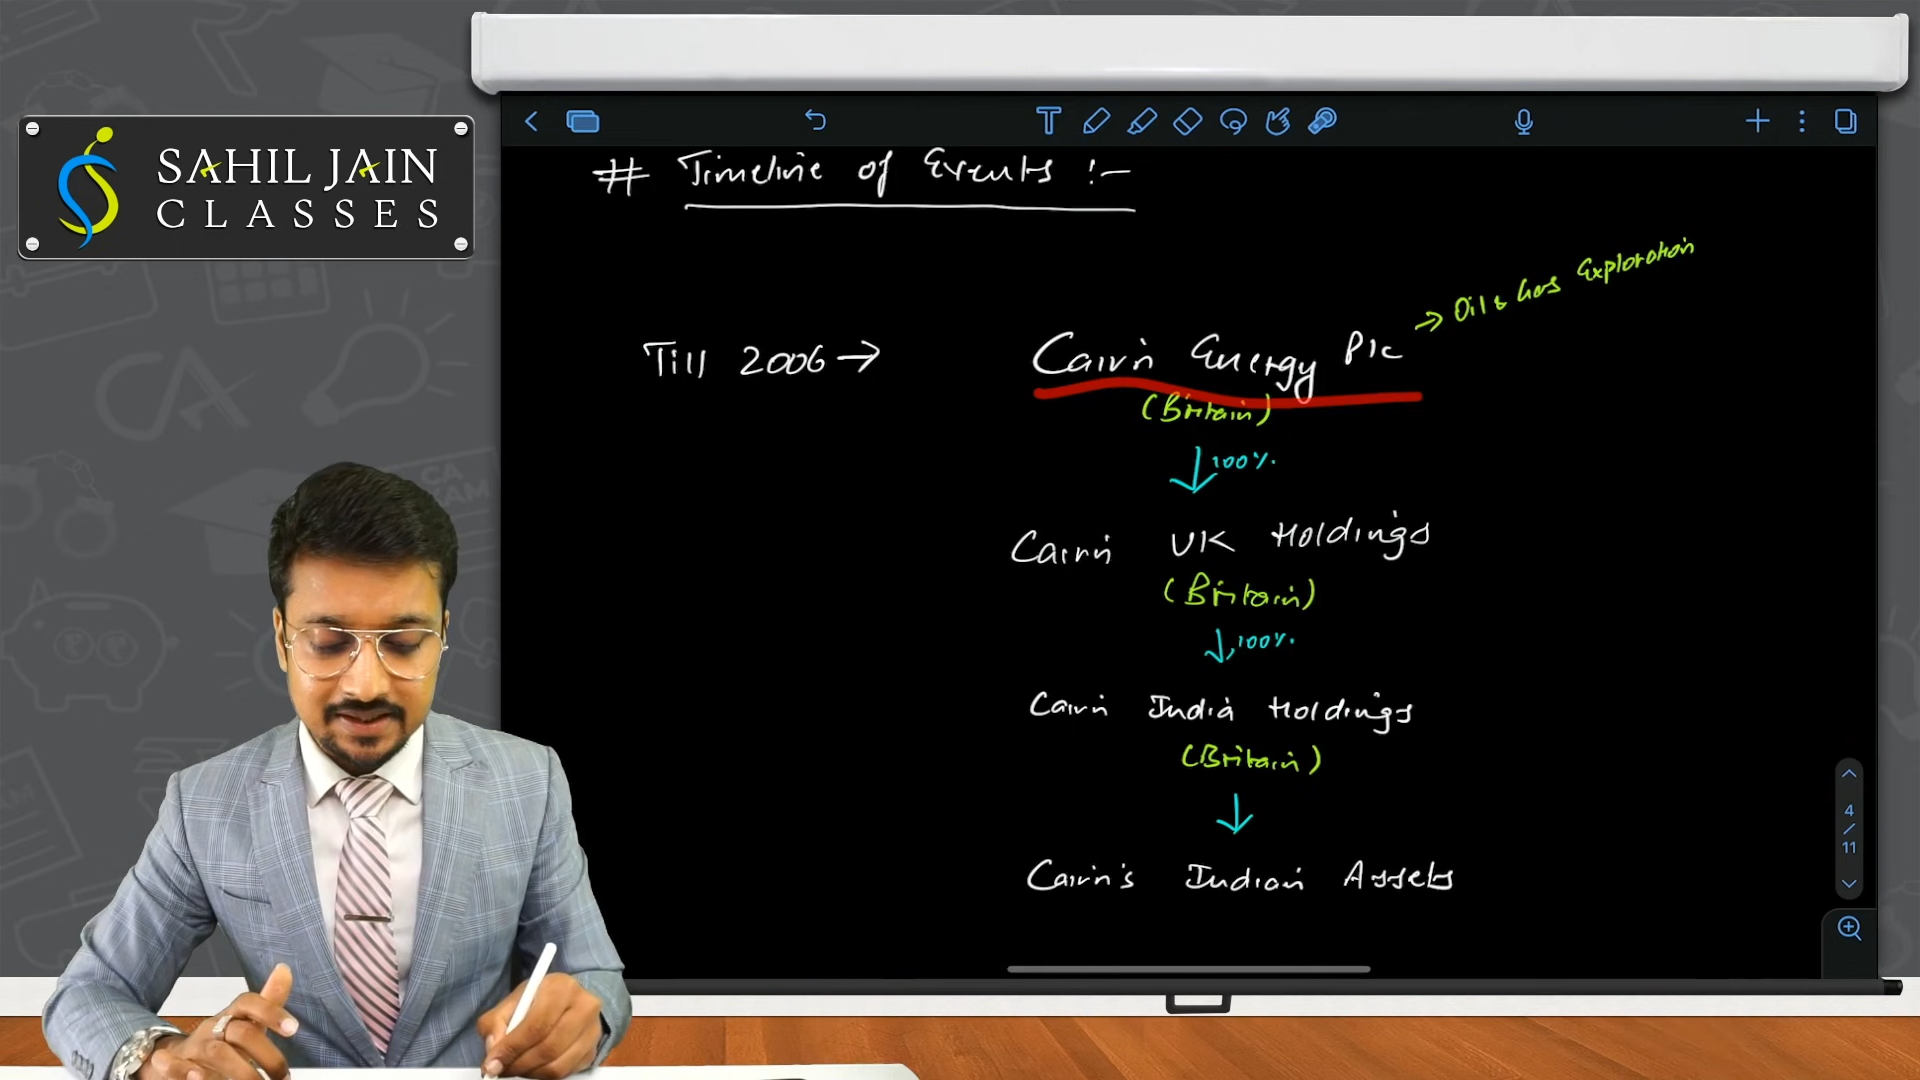 SAHIL JAIN
CLASSES
# Timeline of Events :-
→ Oil & Gas Exploration
Till 2006 → Cairn Energy Plc
(Britain)
↓ 100%.
Cairn UK Holdings
(Britain)
↓ 100%.
Cairn India Holdings
(Britain)
↓
Cairn's Indian Assets
4
/
11